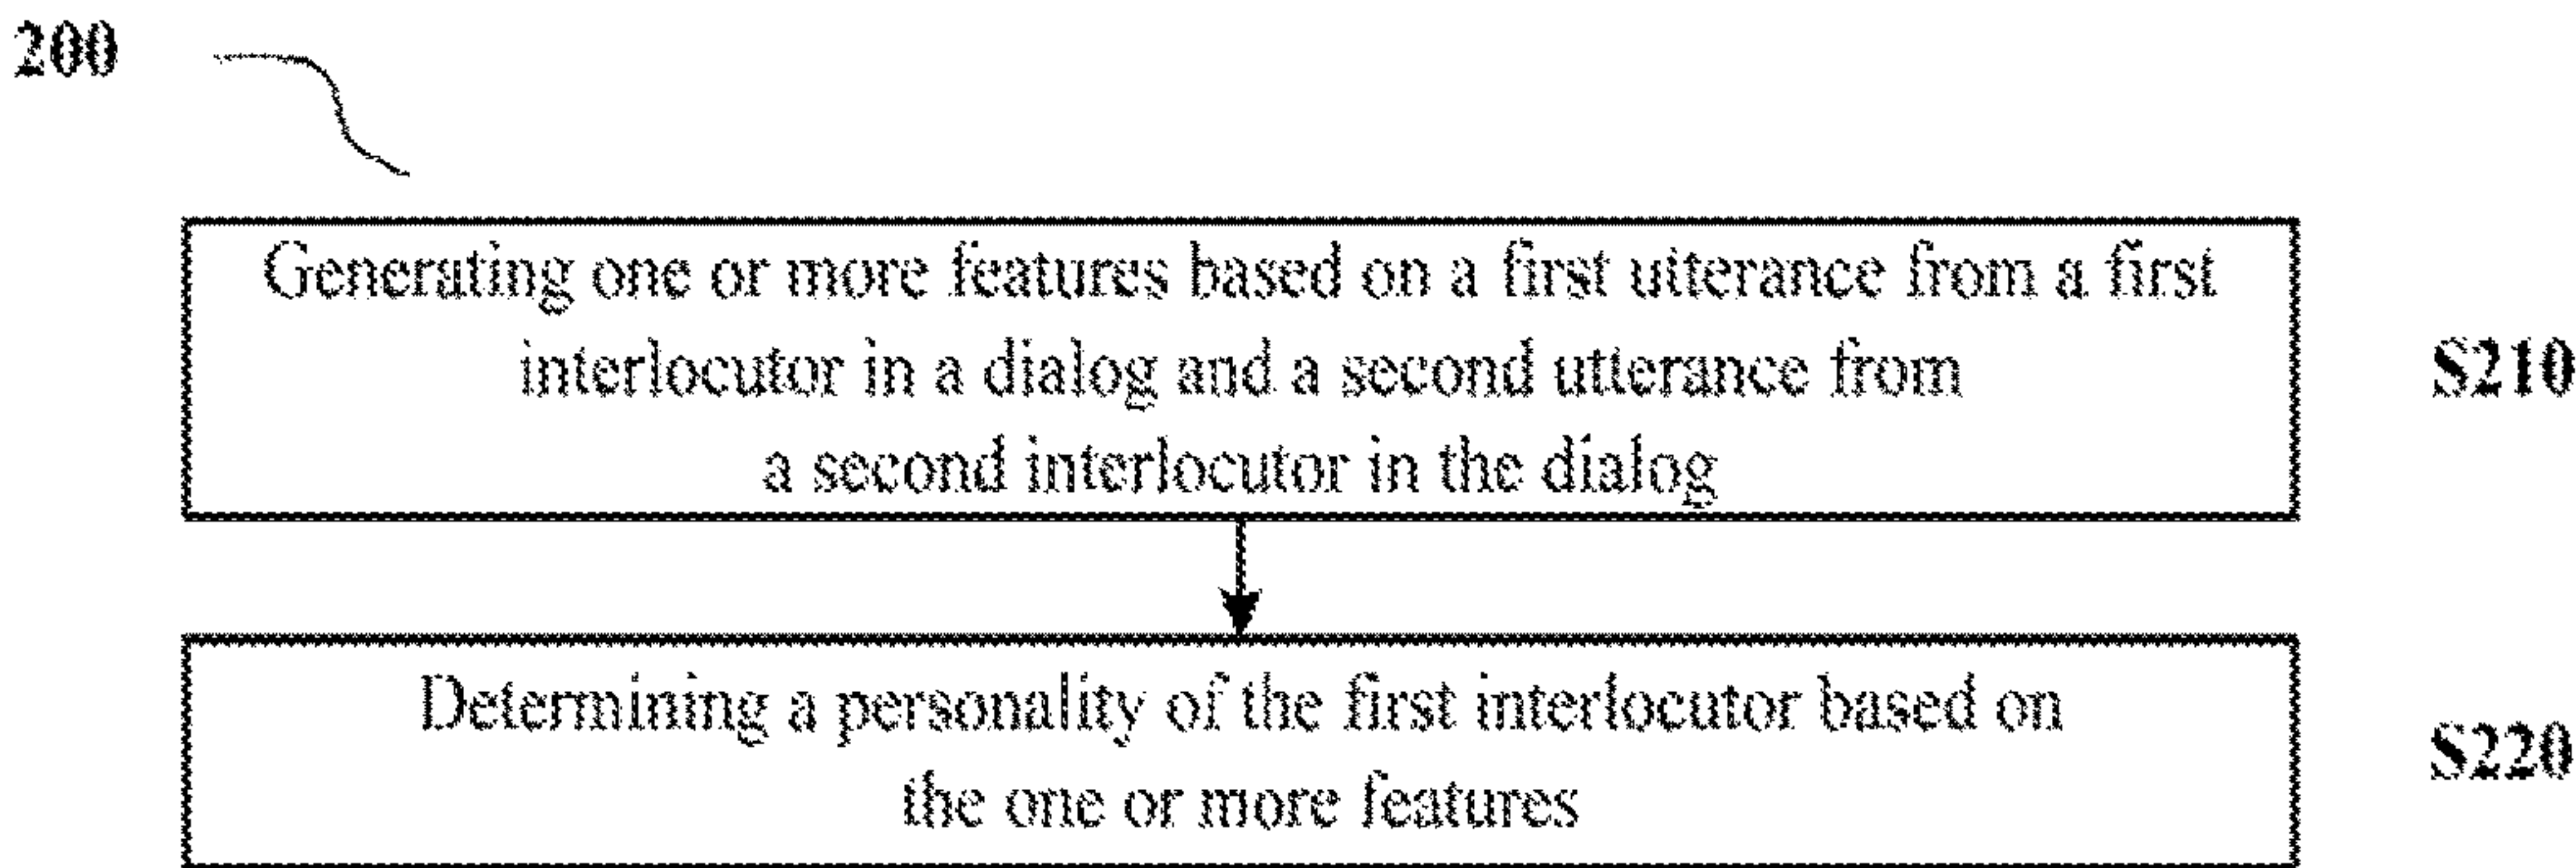 200
Generating one or more features based on a first utterance from a first
interlocutor in a dialog and a second utterance from
a second interlocutor in the dialog
S210
Determining a personality of the first interlocutor based on
the one or more features
S220